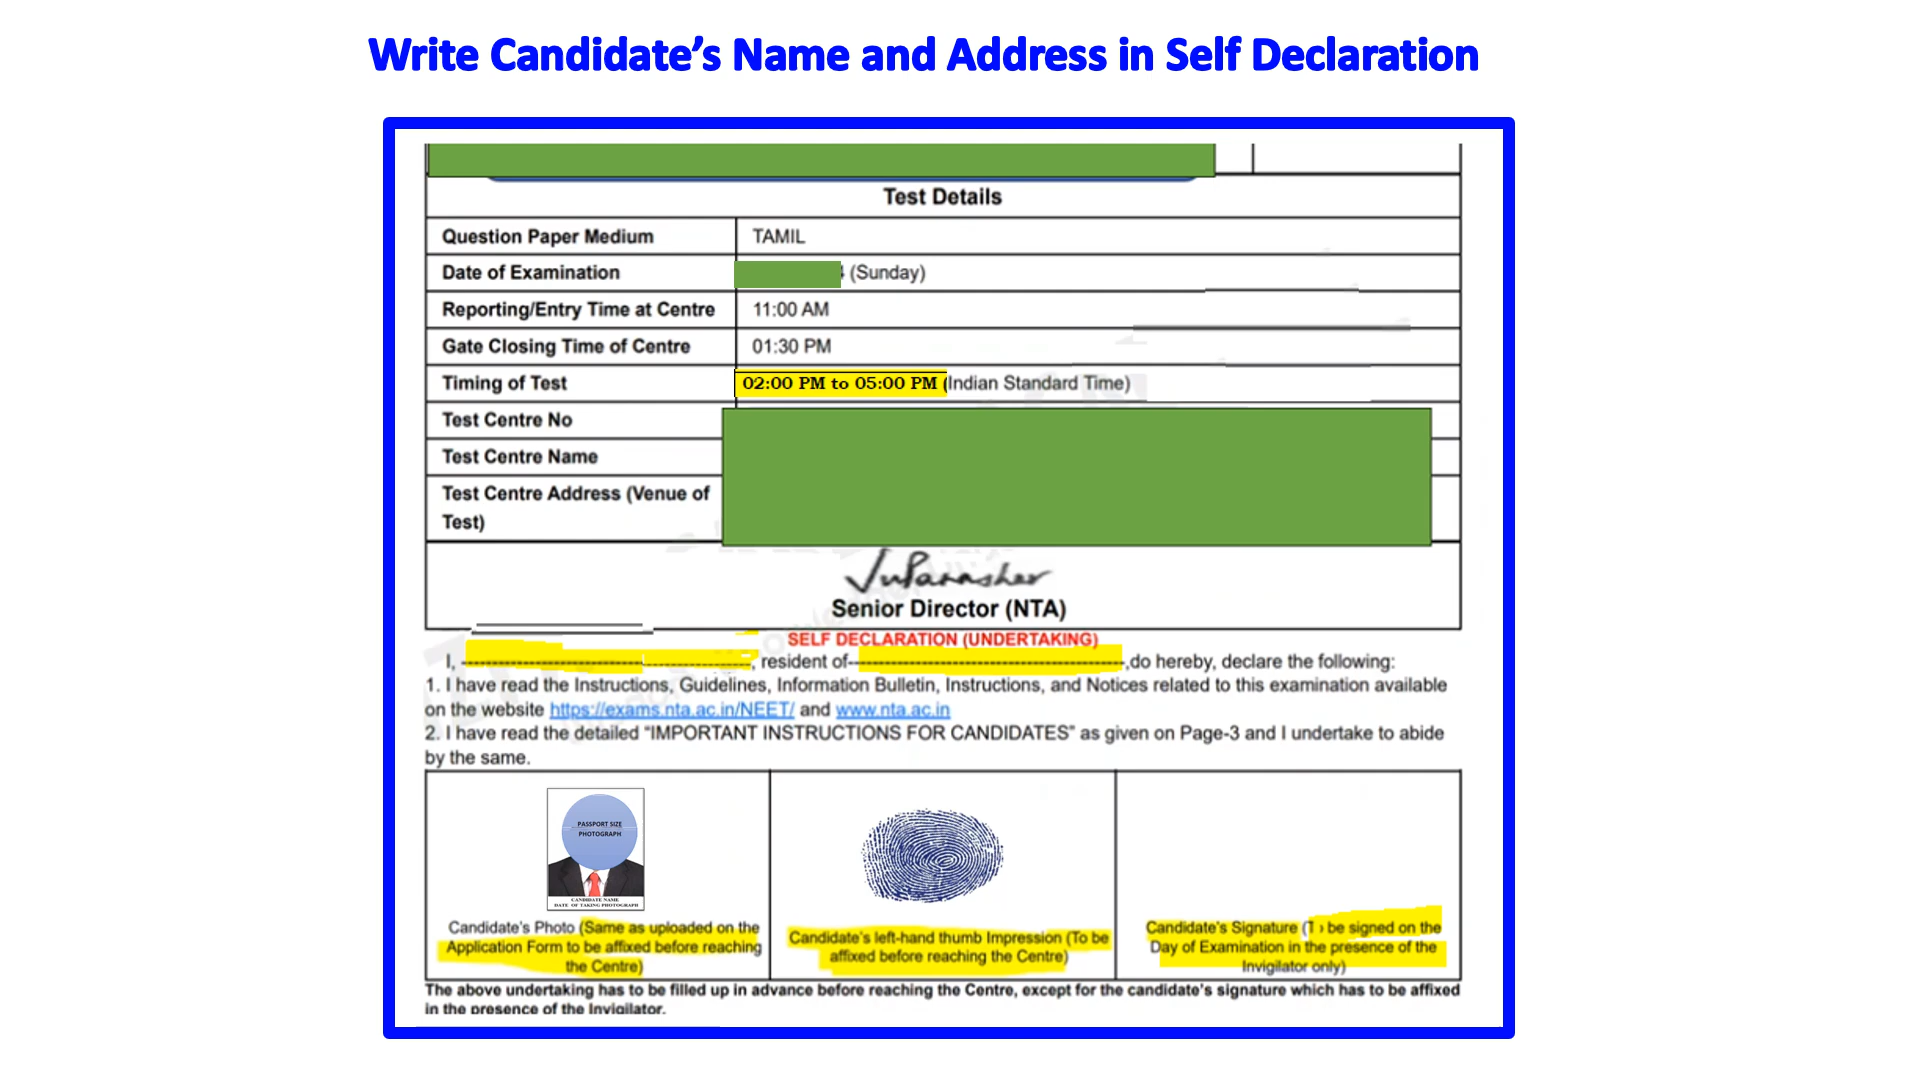 Write Candidate’s Name and Address in Self Declaration
Test Details
Question Paper Medium TAMIL
Date of Examination (Sunday)
Reporting/Entry Time at Centre 11:00 AM
Gate Closing Time of Centre 01:30 PM
Timing of Test 02:00 PM to 05:00 PM (Indian Standard Time)
Test Centre No
Test Centre Name
Test Centre Address (Venue of
Test)
Senior Director (NTA)
SELF DECLARATION (UNDERTAKING)
I, ----------------------------------------, resident of----------------------------------------,do hereby, declare the following:
1. I have read the Instructions, Guidelines, Information Bulletin, Instructions, and Notices related to this examination available
on the website https://exams.nta.ac.in/NEET/ and www.nta.ac.in
2. I have read the detailed “IMPORTANT INSTRUCTIONS FOR CANDIDATES” as given on Page-3 and I undertake to abide
by the same.
PASSPORT SIZE
PHOTOGRAPH
CANDIDATE NAME
DATE OF TAKING PHOTOGRAPH
Candidate's Photo (Same as uploaded on the
Application Form to be affixed before reaching
the Centre)
Candidate's left-hand thumb Impression (To be
affixed before reaching the Centre)
Candidate's Signature (T be signed on the
Day of Examination in the presence of the
Invigilator only)
The above undertaking has to be filled up in advance before reaching the Centre, except for the candidate's signature which has to be affixed
in the presence of the Invigilator.